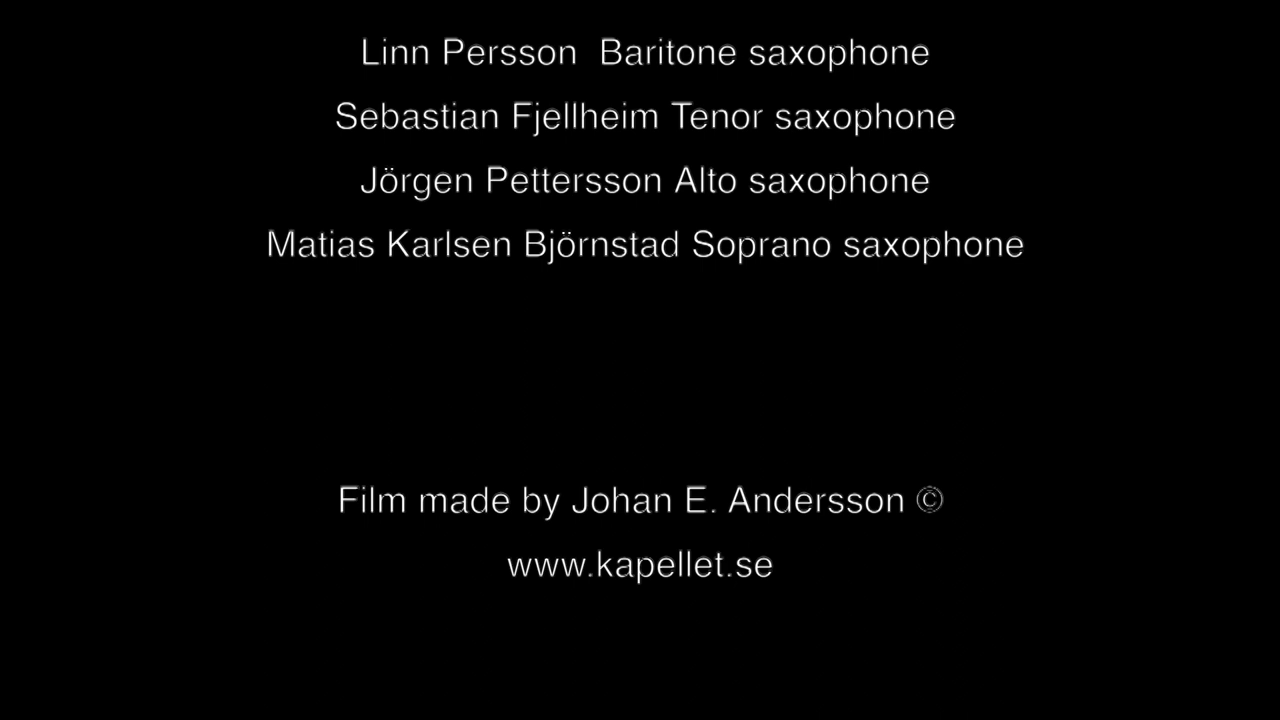 Linn Persson  Baritone saxophone
Sebastian Fjellheim Tenor saxophone
Jörgen Pettersson Alto saxophone
Matias Karlsen Björnstad Soprano saxophone
Film made by Johan E. Andersson ©
www.kapellet.se